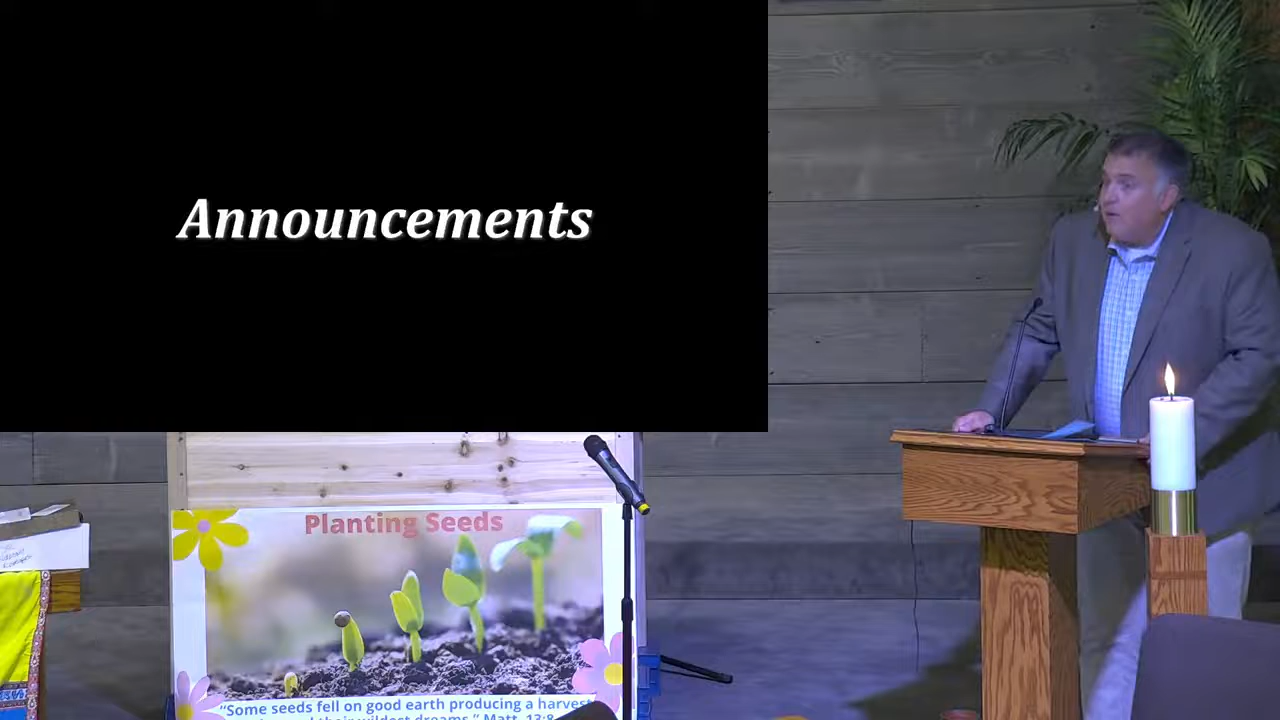 Announcements
Planting Seeds
“Some seeds fell on good earth producing a harvest
their wildest dreams.” Matt. 13:8